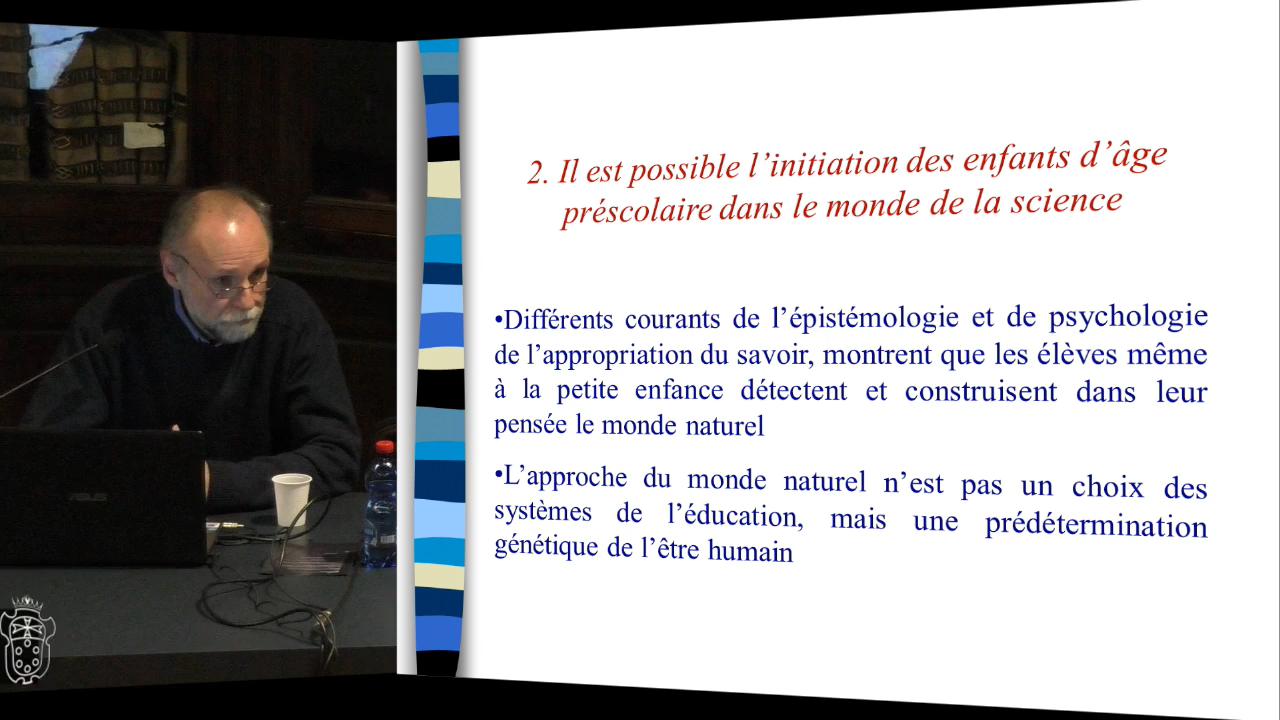 2. Il est possible l’initiation des enfants d’âge
préscolaire dans le monde de la science
•Différents courants de l’épistémologie et de psychologie
de l’appropriation du savoir, montrent que les élèves même
à la petite enfance détectent et construisent dans leur
pensée le monde naturel
•L’approche du monde naturel n’est pas un choix des
systèmes de l’éducation, mais une prédétermination
génétique de l’être humain
ASUS